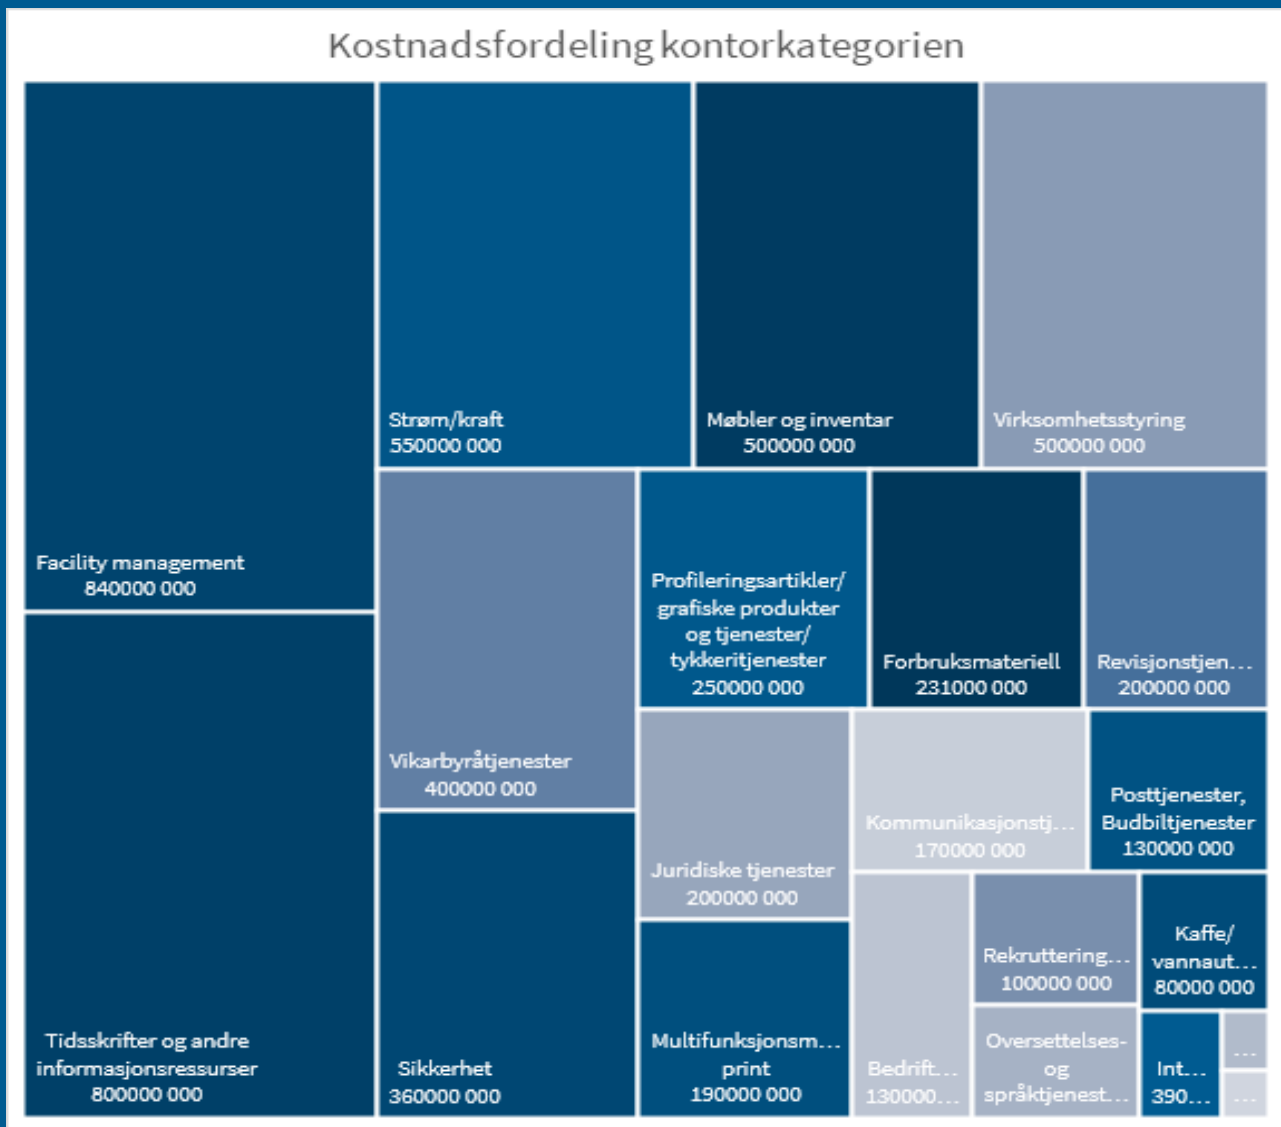 Kostnadsfordeling kontorkategorien
Facility management
840000 000
Strøm/kraft
550000 000
Møbler og inventar
500000 000
Virksomhetsstyring
500000 000
Tidsskrifter og andre
informasjonsressurser
800000 000
Vikarbyråtjenester
400000 000
Sikkerhet
360000 000
Profileringsartikler/
grafiske produkter
og tjenester/
tykkeritjenester
250000 000
Forbruksmateriell
231000 000
Revisjonstjen...
200000 000
Juridiske tjenester
200000 000
Kommunikasjonstj...
170000 000
Posttjenester,
Budbiltjenester
130000 000
Multifunksjonsm...
print
190000 000
Bedrift...
130000...
Rekruttering...
100000 000
Oversettelses-
og
språktjenest...
Kaffe/
vannaut...
80000 000
Int...
390...
...
...